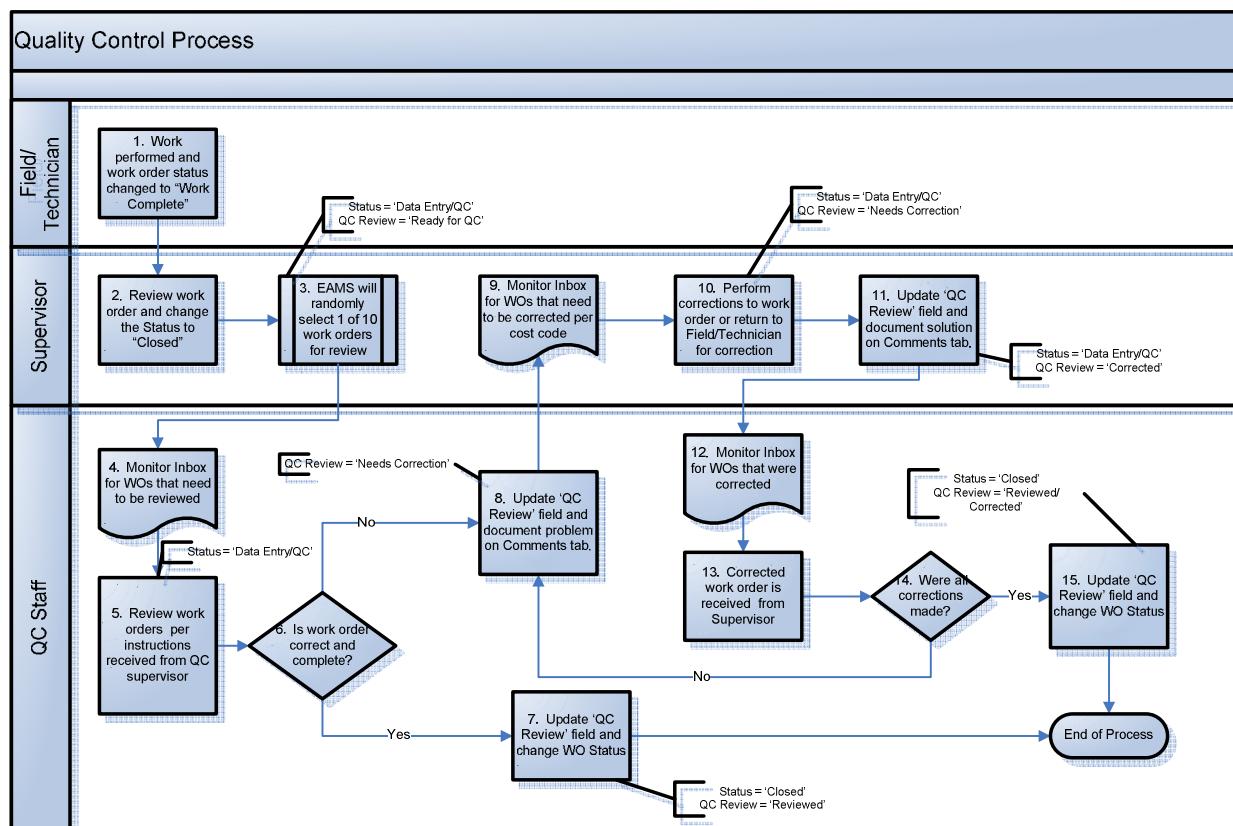 Quality Control Process
Field/
Technician
1. Work
performed and
work order status
changed to “Work
Complete”
Status = ‘Data Entry/QC’
QC Review = ‘Ready for QC’
Status = ‘Data Entry/QC’
QC Review = ‘Needs Correction’
Supervisor
2. Review work
order and change
the Status to
“Closed”
3. EAMS will
randomly
select 1 of 10
work orders
for review
9. Monitor Inbox
for WOs that need
to be corrected per
cost code
10. Perform
corrections to work
order or return to
Field/Technician
for correction
11. Update ‘QC
Review’ field and
document solution
on Comments tab.
Status = ‘Data Entry/QC’
QC Review = ‘Corrected’
QC Staff
4. Monitor Inbox
for WOs that need
to be reviewed
Status = ‘Data Entry/QC’
5. Review work
orders per
instructions
received from QC
supervisor
6. Is work order
correct and
complete?
No
Yes
QC Review = ‘Needs Correction’
8. Update ‘QC
Review’ field and
document problem
on Comments tab.
7. Update ‘QC
Review’ field and
change WO Status
Status = ‘Closed’
QC Review = ‘Reviewed’
12. Monitor Inbox
for WOs that were
corrected
13. Corrected
work order is
received from
Supervisor
14. Were all
corrections
made?
Yes
No
Status = ‘Closed’
QC Review = ‘Reviewed/
Corrected’
15. Update ‘QC
Review’ field and
change WO Status
End of Process